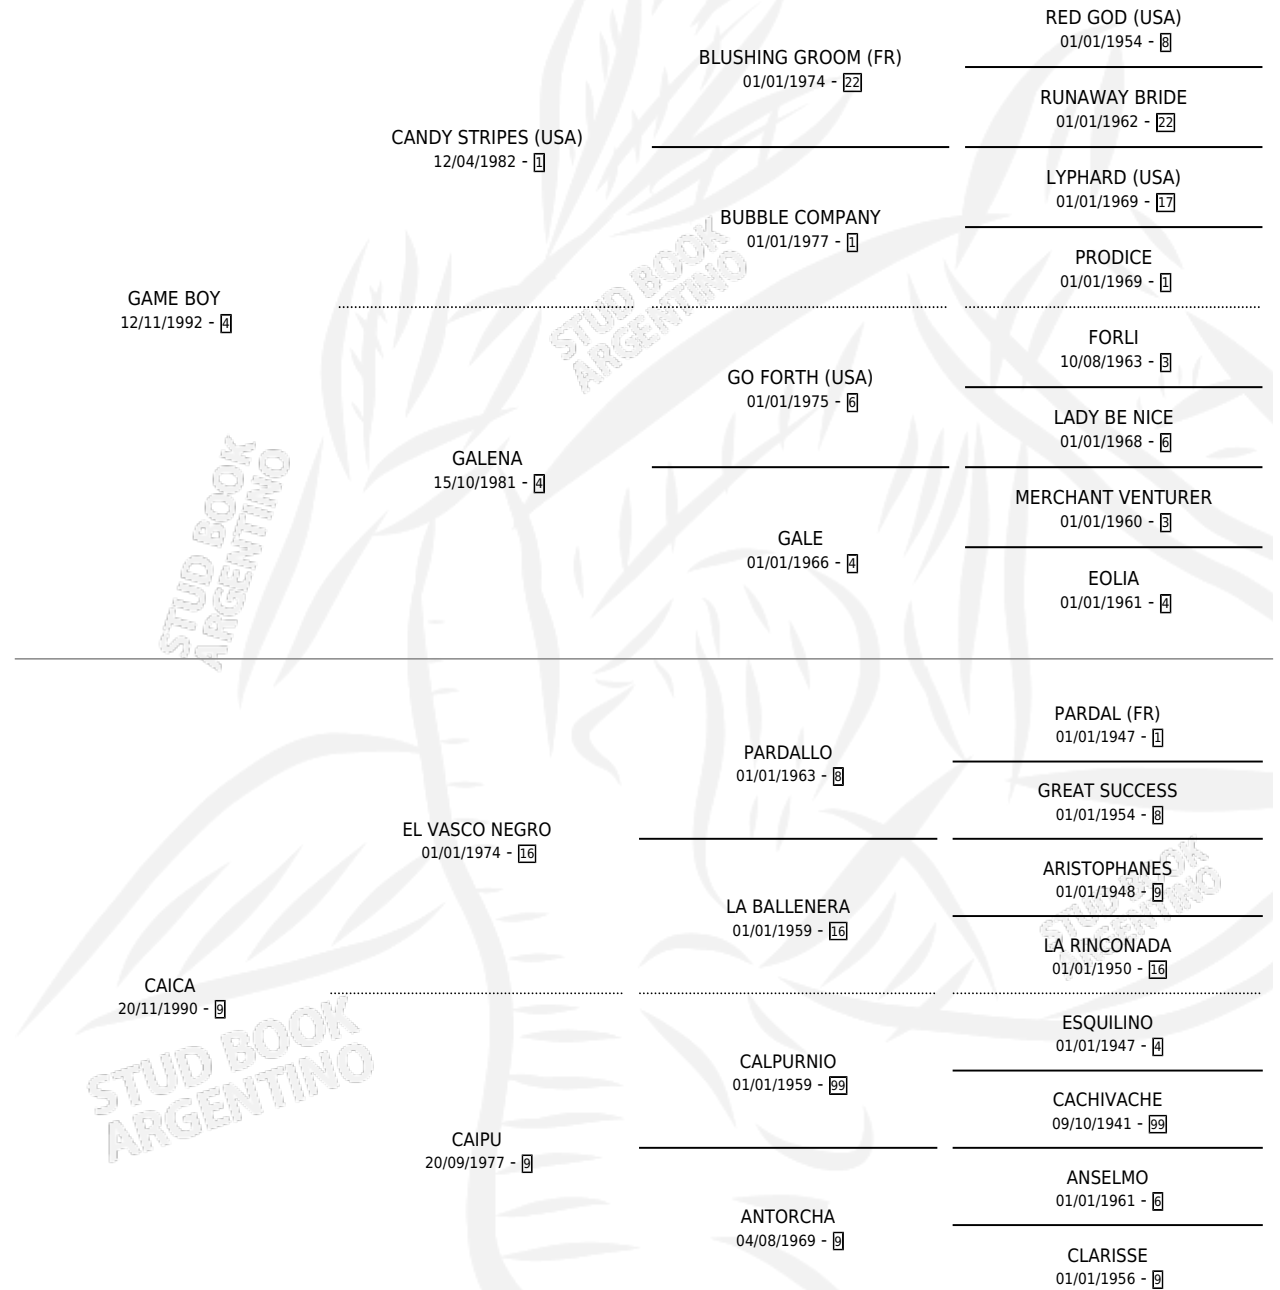 RED GOD (USA)
01/01/1954 - 8
BLUSHING GROOM (FR)
01/01/1974 - 22
RUNAWAY BRIDE
01/01/1962 - 22
CANDY STRIPES (USA)
12/04/1982 - 1
LYPHARD (USA)
01/01/1969 - 17
BUBBLE COMPANY
01/01/1977 - 1
PRODICE
01/01/1969 - 1
GAME BOY
12/11/1992 - 4
STUD BOOK
ARGENTINO
FORLI
10/08/1963 - 3
GO FORTH (USA)
01/01/1975 - 6
LADY BE NICE
01/01/1968 - 6
GALENA
15/10/1981 - 4
MERCHANT VENTURER
01/01/1960 - 3
GALE
01/01/1966 - 4
EOLIA
01/01/1961 - 4
STUD BOOK
ARGENTINO
PARDAL (FR)
01/01/1947 - 1
PARDALLO
01/01/1963 - 8
GREAT SUCCESS
01/01/1954 - 8
EL VASCO NEGRO
01/01/1974 - 16
ARISTOPHANES
01/01/1948 - 9
LA BALLENERA
01/01/1959 - 16
LA RINCONADA
01/01/1950 - 16
STUD BOOK
ARGENTINO
CAICA
20/11/1990 - 9
STUD BOOK
ARGENTINO
ESQUILINO
01/01/1947 - 4
CALPURNIO
01/01/1959 - 99
CACHIVACHE
09/10/1941 - 99
CAIPU
20/09/1977 - 9
ANSELMO
01/01/1961 - 6
ANTORCHA
04/08/1969 - 9
CLARISSE
01/01/1956 - 9